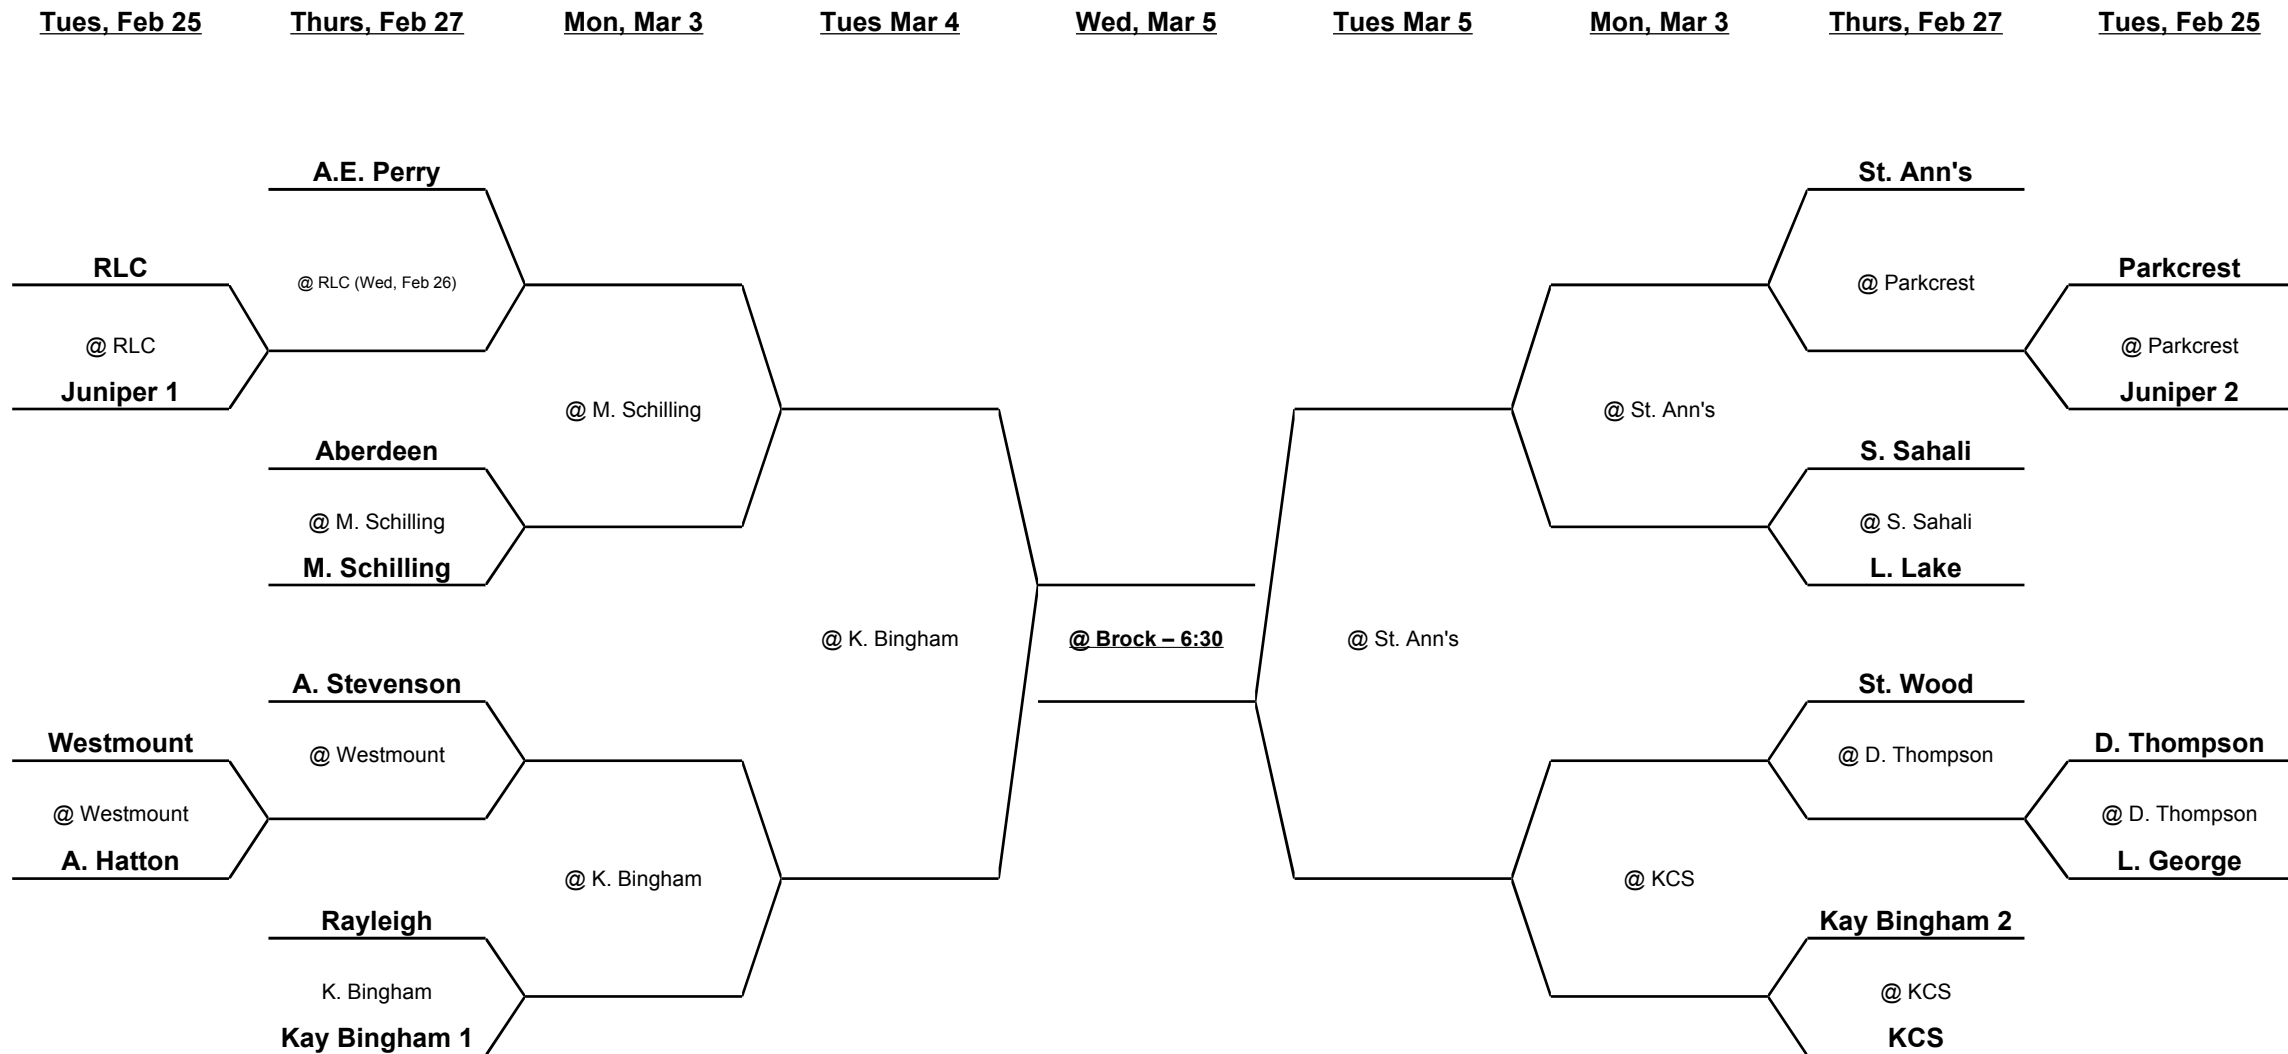 Tues, Feb 25 Thurs, Feb 27 Mon, Mar 3 Tues Mar 4 Wed, Mar 5 Tues Mar 5 Mon, Mar 3 Thurs, Feb 27 Tues, Feb 25
A.E. Perry St. Ann's
RLC Parkcrest
@ RLC (Wed, Feb 26) @ Parkcrest
@ RLC @ Parkcrest
Juniper 1 Juniper 2
@ M. Schilling @ St. Ann's
Aberdeen S. Sahali
@ M. Schilling @ S. Sahali
M. Schilling L. Lake
@ K. Bingham @ Brock – 6:30 @ St. Ann's
A. Stevenson St. Wood
Westmount D. Thompson
@ Westmount @ D. Thompson
@ Westmount @ D. Thompson
A. Hatton L. George
@ K. Bingham @ KCS
Rayleigh Kay Bingham 2
K. Bingham @ KCS
Kay Bingham 1 KCS